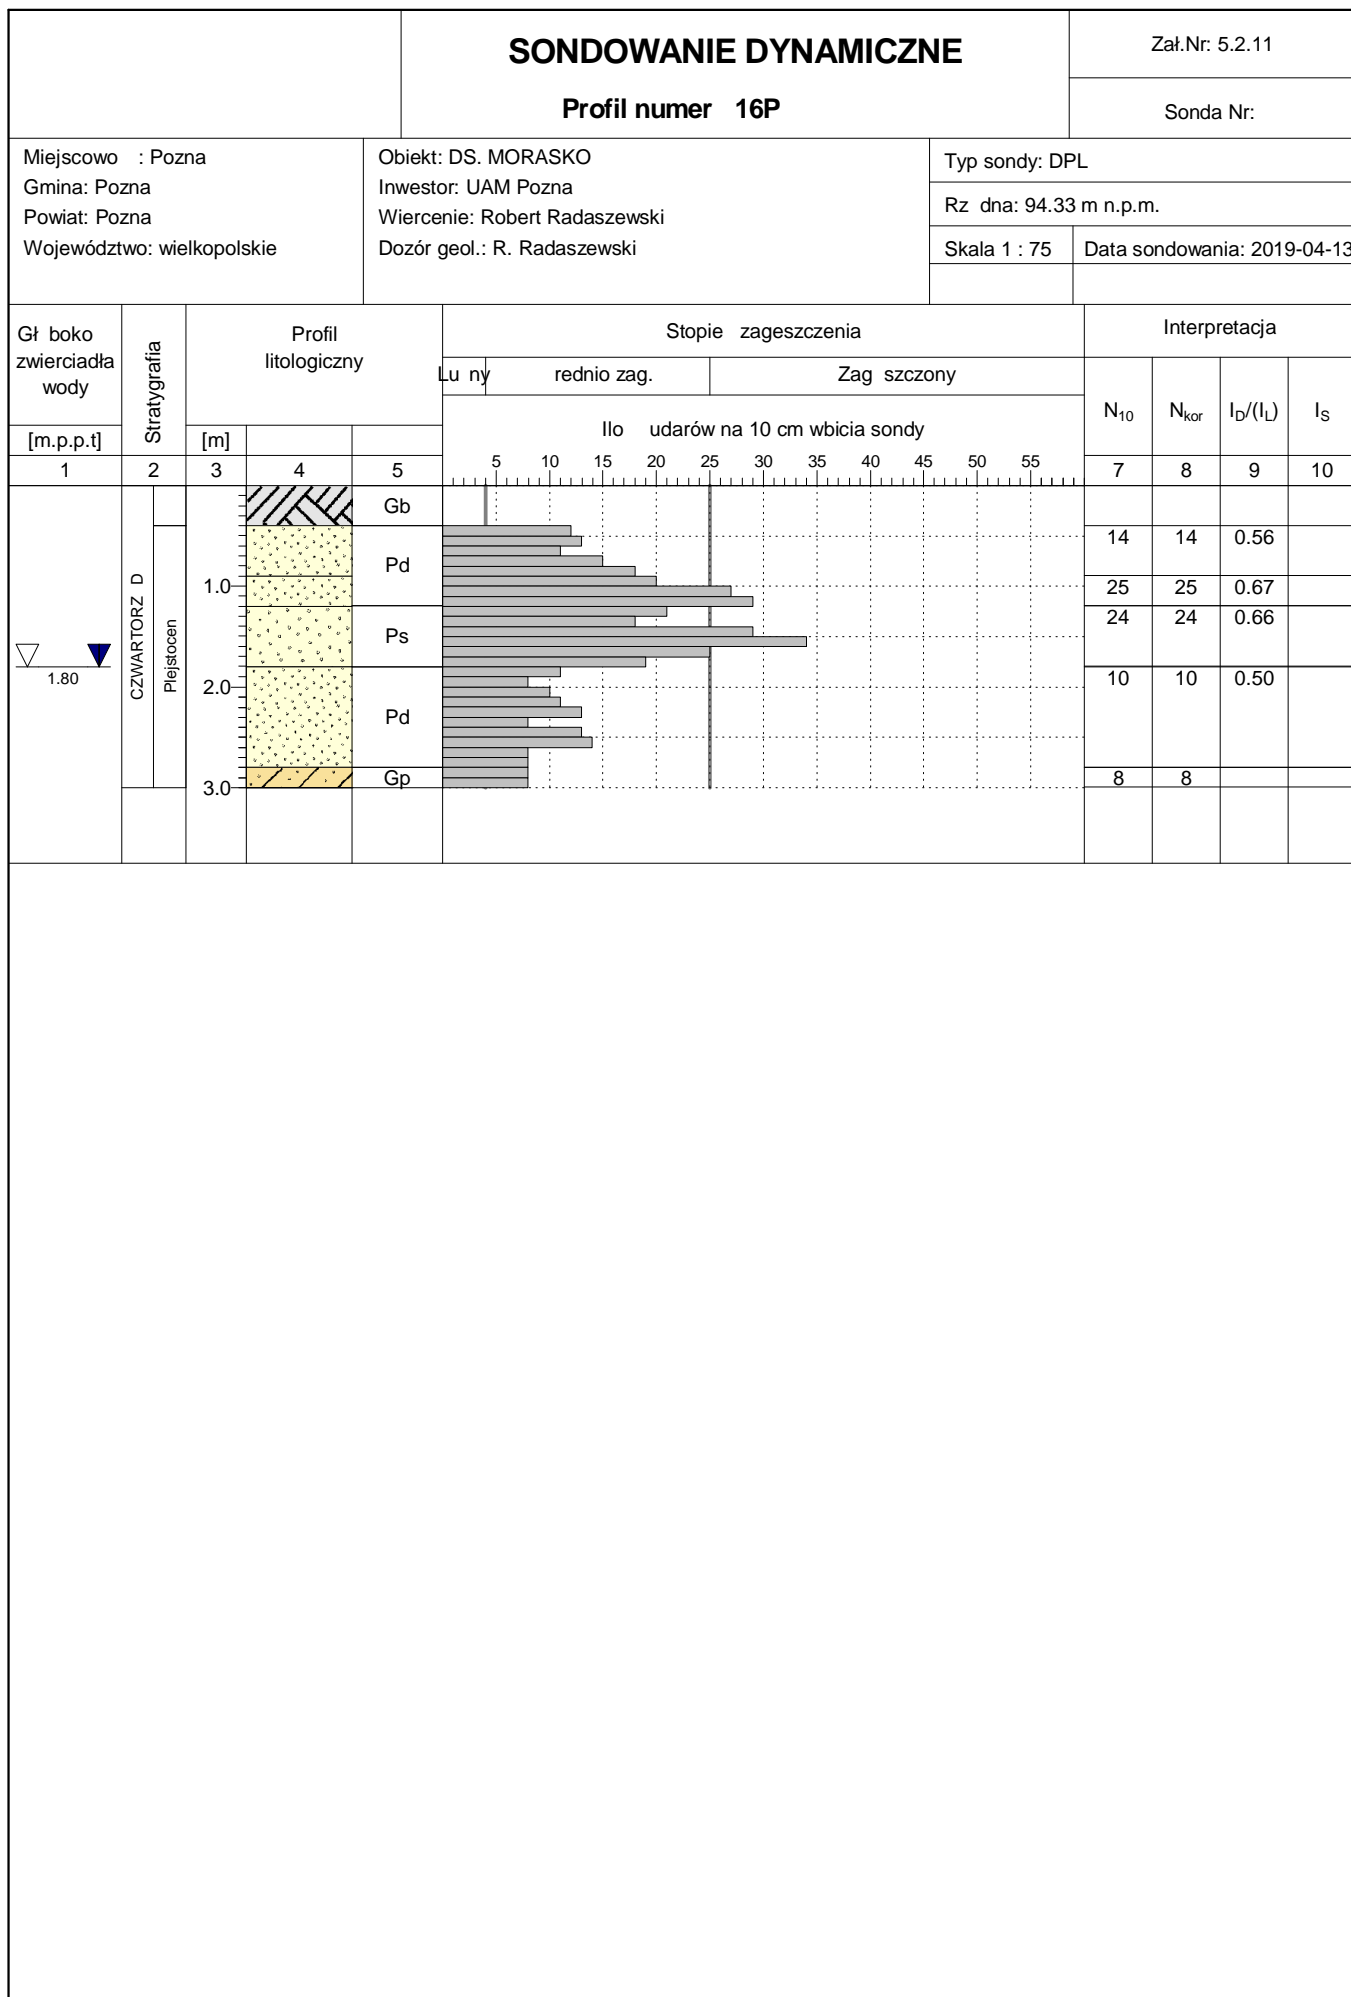 SONDOWANIE DYNAMICZNE
Profil numer 16P
Zał.Nr: 5.2.11
Sonda Nr:
Miejscowo : Pozna
Gmina: Pozna
Powiat: Pozna
Województwo: wielkopolskie
Obiekt: DS. MORASKO
Inwestor: UAM Pozna
Wiercenie: Robert Radaszewski
Dozór geol.: R. Radaszewski
Typ sondy: DPL
Rz dna: 94.33 m n.p.m.
Skala 1 : 75
Data sondowania: 2019-04-13
Gł boko
zwierciadła
wody
[m.p.p.t]
Stratygrafia
Profil
litologiczny
[m]
Stopie zageszczenia
Lu ny
rednio zag.
Zag szczony
Ilo udarów na 10 cm wbicia sondy
5 10 15 20 25 30 35 40 45 50 55
Interpretacja
N10 Nkor ID/(IL) IS
1 2 3 4 5 7 8 9 10
1.80
CZWARTORZ D
Plejstocen
1.0
2.0
3.0
Gb
Pd
Ps
Pd
Gp
14 14 0.56
25 25 0.67
24 24 0.66
10 10 0.50
8 8